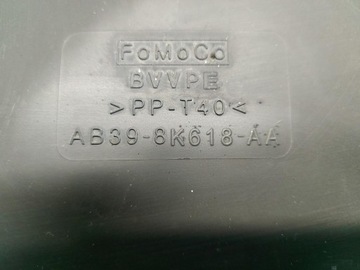 FoMoCo
BVVPE
>PP-T40<
AB39-8K618-AA